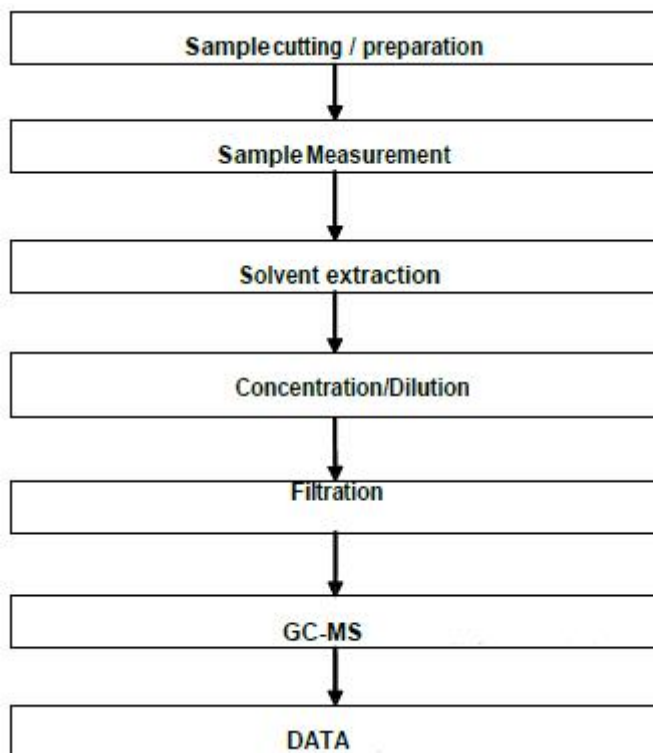 Sample cutting / preparation
Sample Measurement
Solvent extraction
Concentration/Dilution
Filtration
GC-MS
DATA